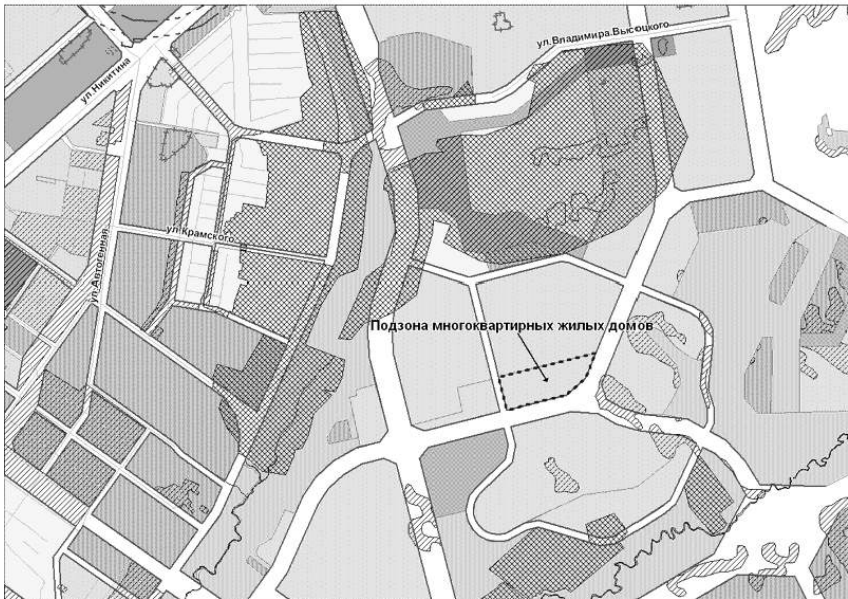 ул.Владимира Высоцкого
ул.Никитина
ул.Крамского
ул.Автогенная
Подзона многоквартирных жилых домов